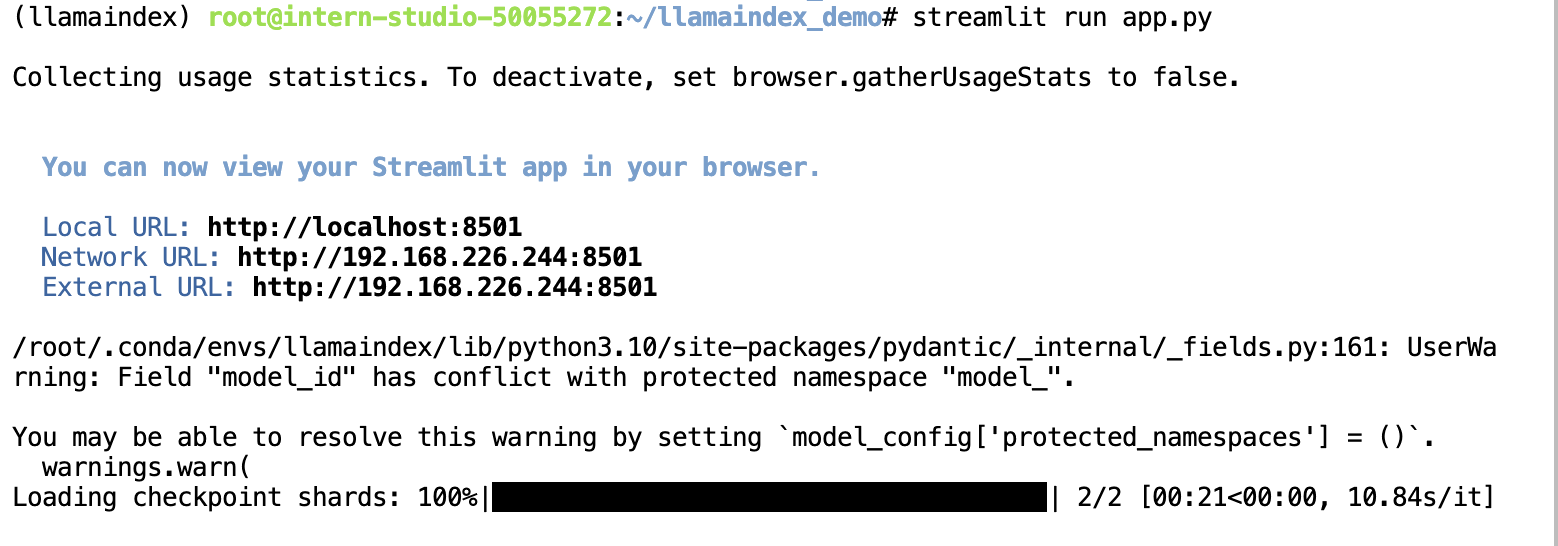 (llamaindex) root@intern-studio-50055272:~/llamaindex_demo# streamlit run app.py
Collecting usage statistics. To deactivate, set browser.gatherUsageStats to false.
You can now view your Streamlit app in your browser.
Local URL: http://localhost:8501
Network URL: http://192.168.226.244:8501
External URL: http://192.168.226.244:8501
/root/.conda/envs/llamaindex/lib/python3.10/site-packages/pydantic/_internal/_fields.py:161: UserWa
rning: Field "model_id" has conflict with protected namespace "model_".
You may be able to resolve this warning by setting `model_config['protected_namespaces'] = ()`.
warnings.warn(
Loading checkpoint shards: 100%|██████████| 2/2 [00:21<00:00, 10.84s/it]